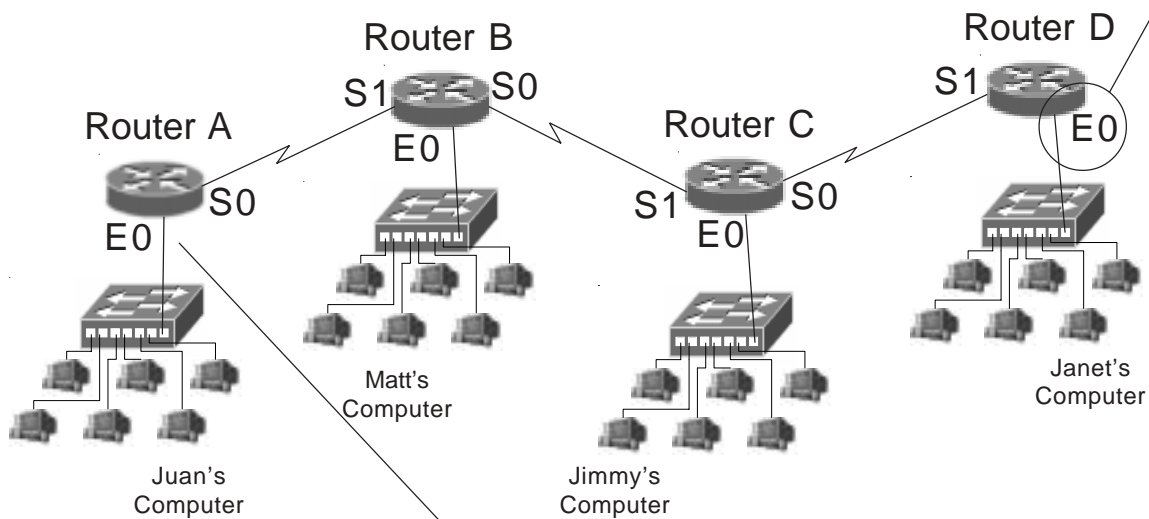 Router B
Router D
S1
S0
S1
Router A
Router C
E0
E0
S0
S1
S0
E0
E0
Matt's
Computer
Janet's
Computer
Juan's
Computer
Jimmy's
Computer